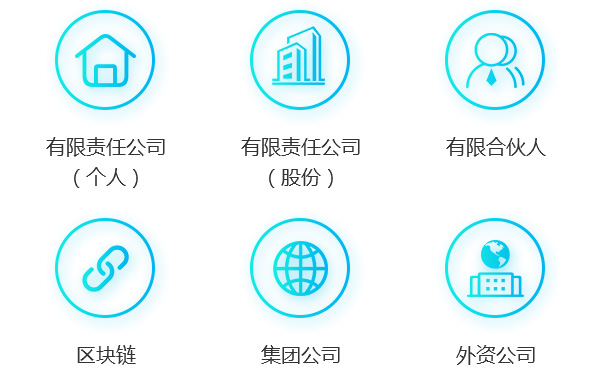 有限责任公司
（个人）
有限责任公司
（股份）
有限合伙人
区块链
集团公司
外资公司